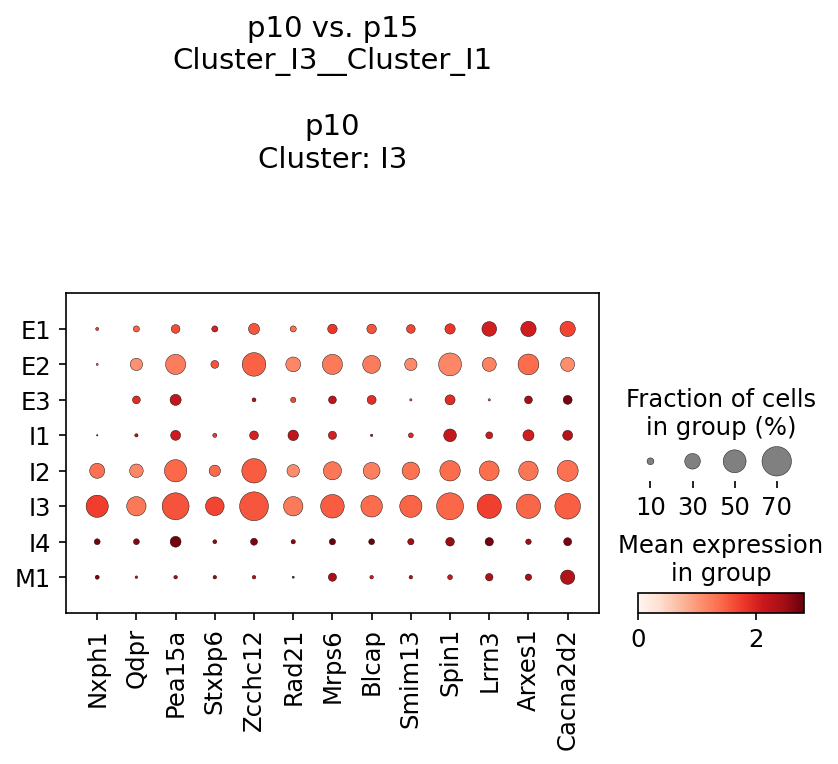 p10 vs. p15
Cluster_I3__Cluster_I1
p10
Cluster: I3
E1
E2
E3
I1
I2
I3
I4
M1
Nxph1
Qdpr
Pea15a
Stxbp6
Zcchc12
Rad21
Mrps6
Blcap
Smim13
Spin1
Lrrn3
Arxes1
Cacna2d2
Fraction of cells
in group (%)
10 30 50 70
Mean expression
in group
0 2